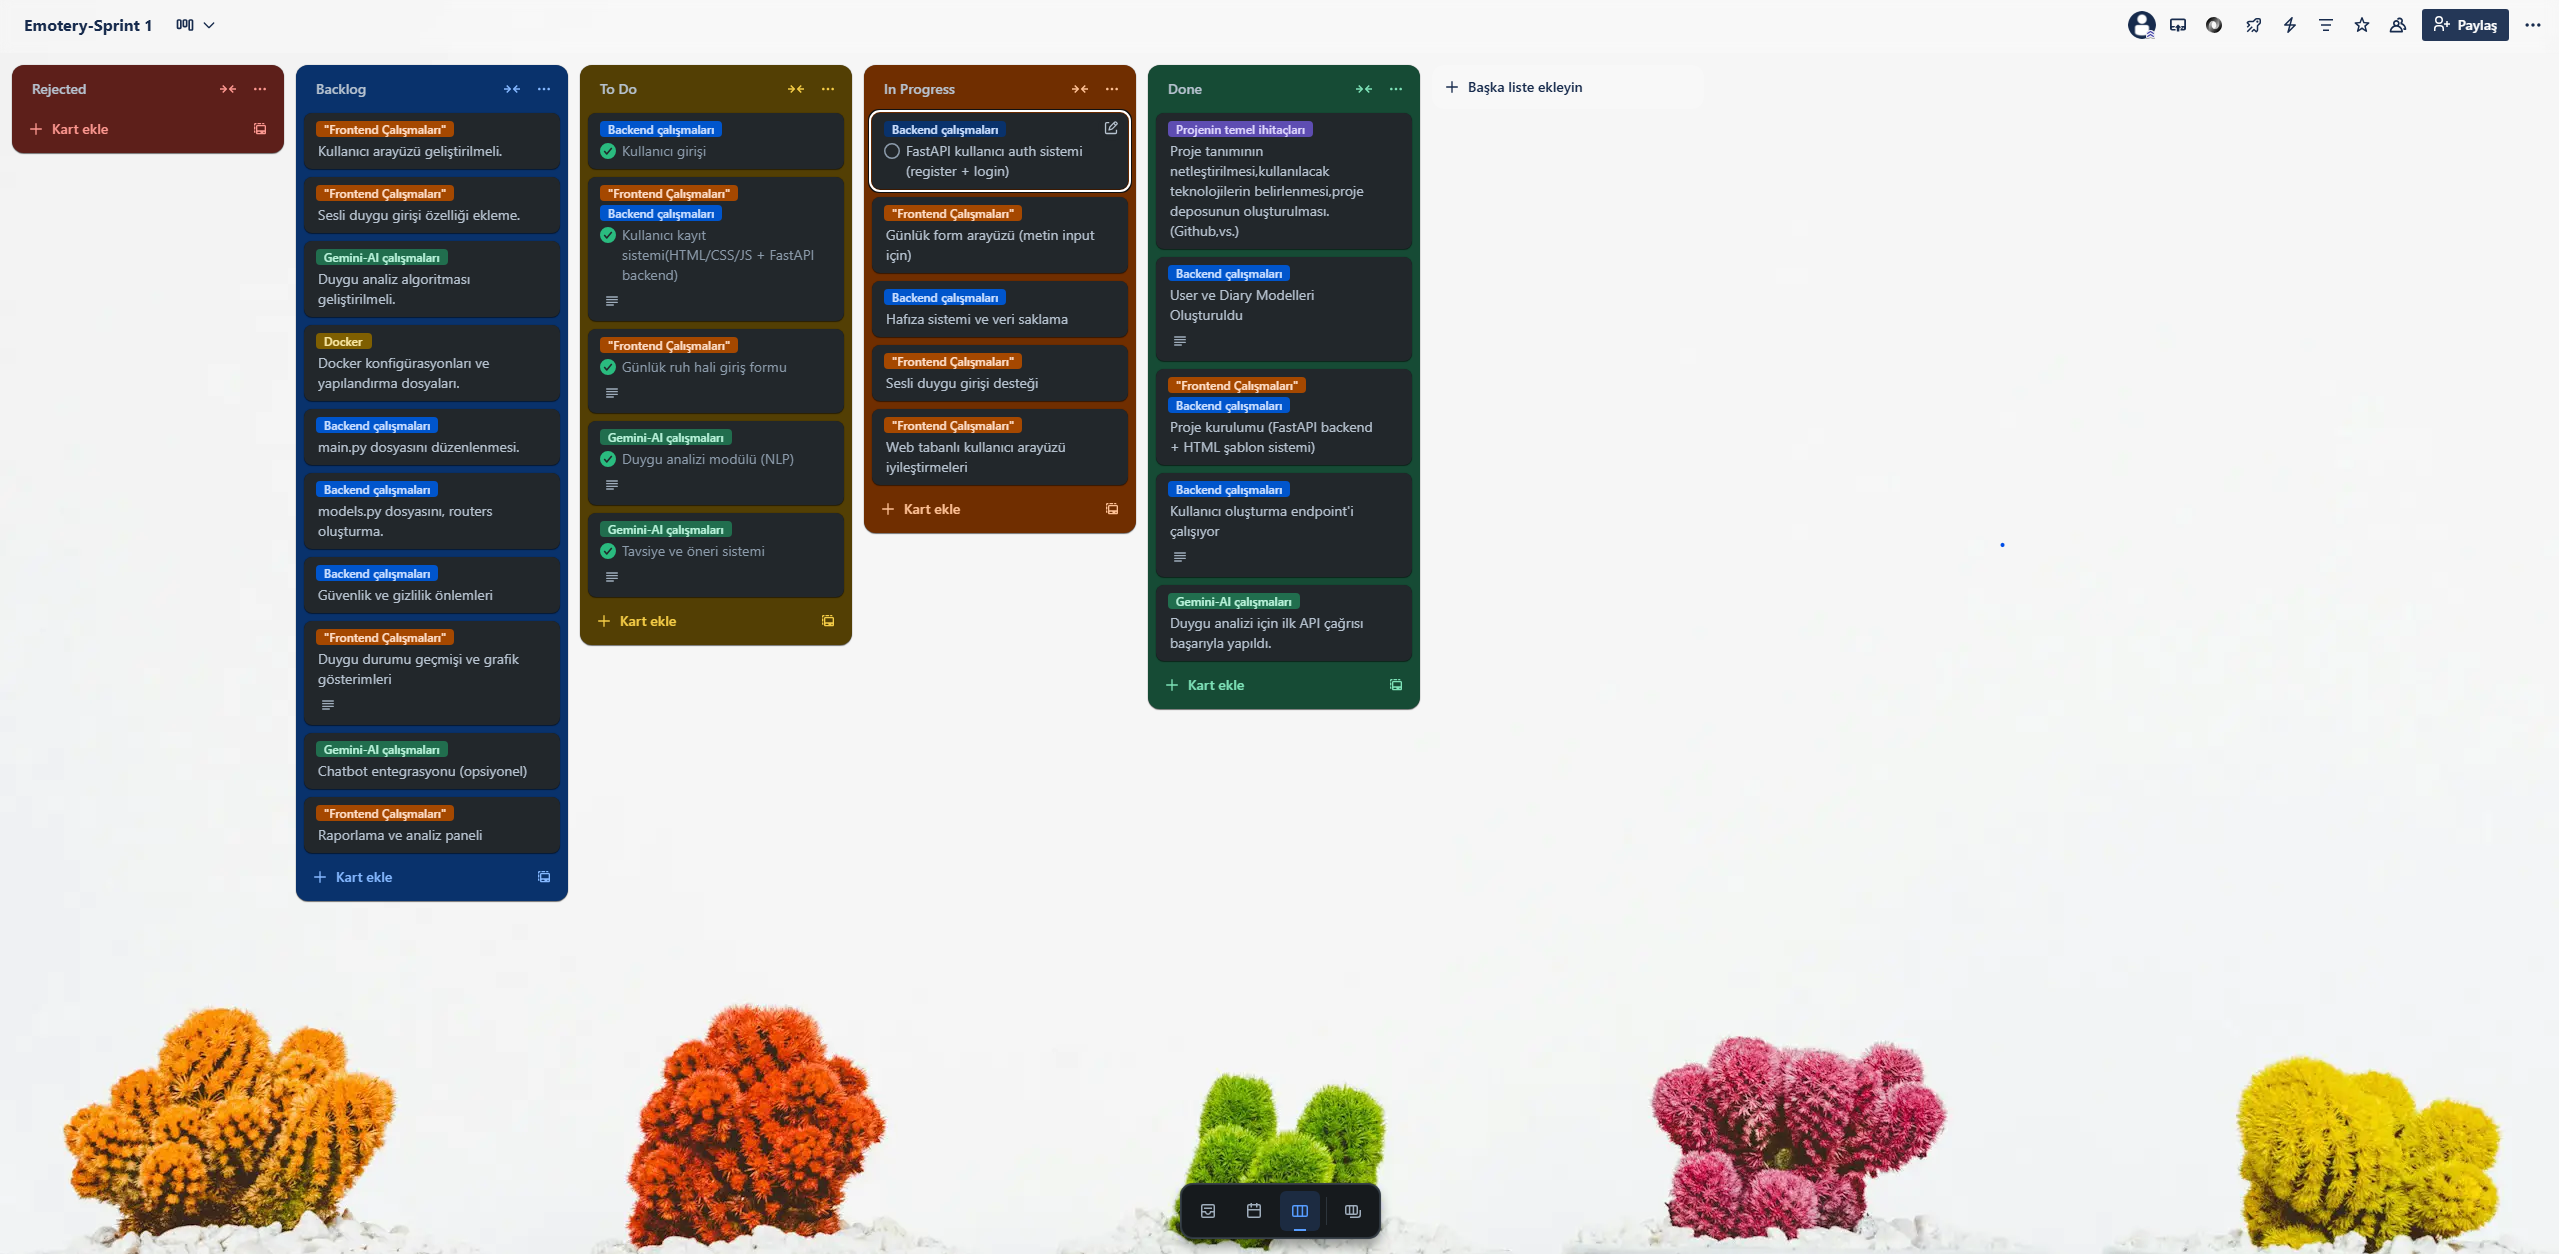 Emotery-Sprint 1
Paylaş
Rejected
Kart ekle
Backlog
"Frontend Çalışmaları"
Kullanıcı arayüzü geliştirilmeli.
"Frontend Çalışmaları"
Sesli duygu girişi özelliği ekleme.
Gemini-AI çalışmaları
Duygu analiz algoritması
geliştirilmeli.
Docker
Docker konfigürasyonları ve
yapılandırma dosyaları.
Backend çalışmaları
main.py dosyasını düzenlenmesi.
Backend çalışmaları
models.py dosyasını, routers
oluşturma.
Backend çalışmaları
Güvenlik ve gizlilik önlemleri
"Frontend Çalışmaları"
Duygu durumu geçmişi ve grafik
gösterimleri
Gemini-AI çalışmaları
Chatbot entegrasyonu (opsiyonel)
"Frontend Çalışmaları"
Raporlama ve analiz paneli
Kart ekle
To Do
Backend çalışmaları
Kullanıcı girişi
"Frontend Çalışmaları"
Backend çalışmaları
Kullanıcı kayıt
sistemi(HTML/CSS/JS + FastAPI
backend)
"Frontend Çalışmaları"
Günlük ruh hali giriş formu
Gemini-AI çalışmaları
Duygu analizi modülü (NLP)
Gemini-AI çalışmaları
Tavsiye ve öneri sistemi
Kart ekle
In Progress
Backend çalışmaları
FastAPI kullanıcı auth sistemi
(register + login)
"Frontend Çalışmaları"
Günlük form arayüzü (metin input
için)
Backend çalışmaları
Hafıza sistemi ve veri saklama
"Frontend Çalışmaları"
Sesli duygu girişi desteği
"Frontend Çalışmaları"
Web tabanlı kullanıcı arayüzü
iyileştirmeleri
Kart ekle
Done
Projenin temel ihitaçları
Proje tanımının
netleştirilmesi,kullanılacak
teknolojilerin belirlenmesi,proje
deposunun oluşturulması.
(Github,vs.)
Backend çalışmaları
User ve Diary Modelleri
Oluşturuldu
"Frontend Çalışmaları"
Backend çalışmaları
Proje kurulumu (FastAPI backend
+ HTML şablon sistemi)
Backend çalışmaları
Kullanıcı oluşturma endpoint'i
çalışıyor
Gemini-AI çalışmaları
Duygu analizi için ilk API çağrısı
başarıyla yapıldı.
Kart ekle
Başka liste ekleyin